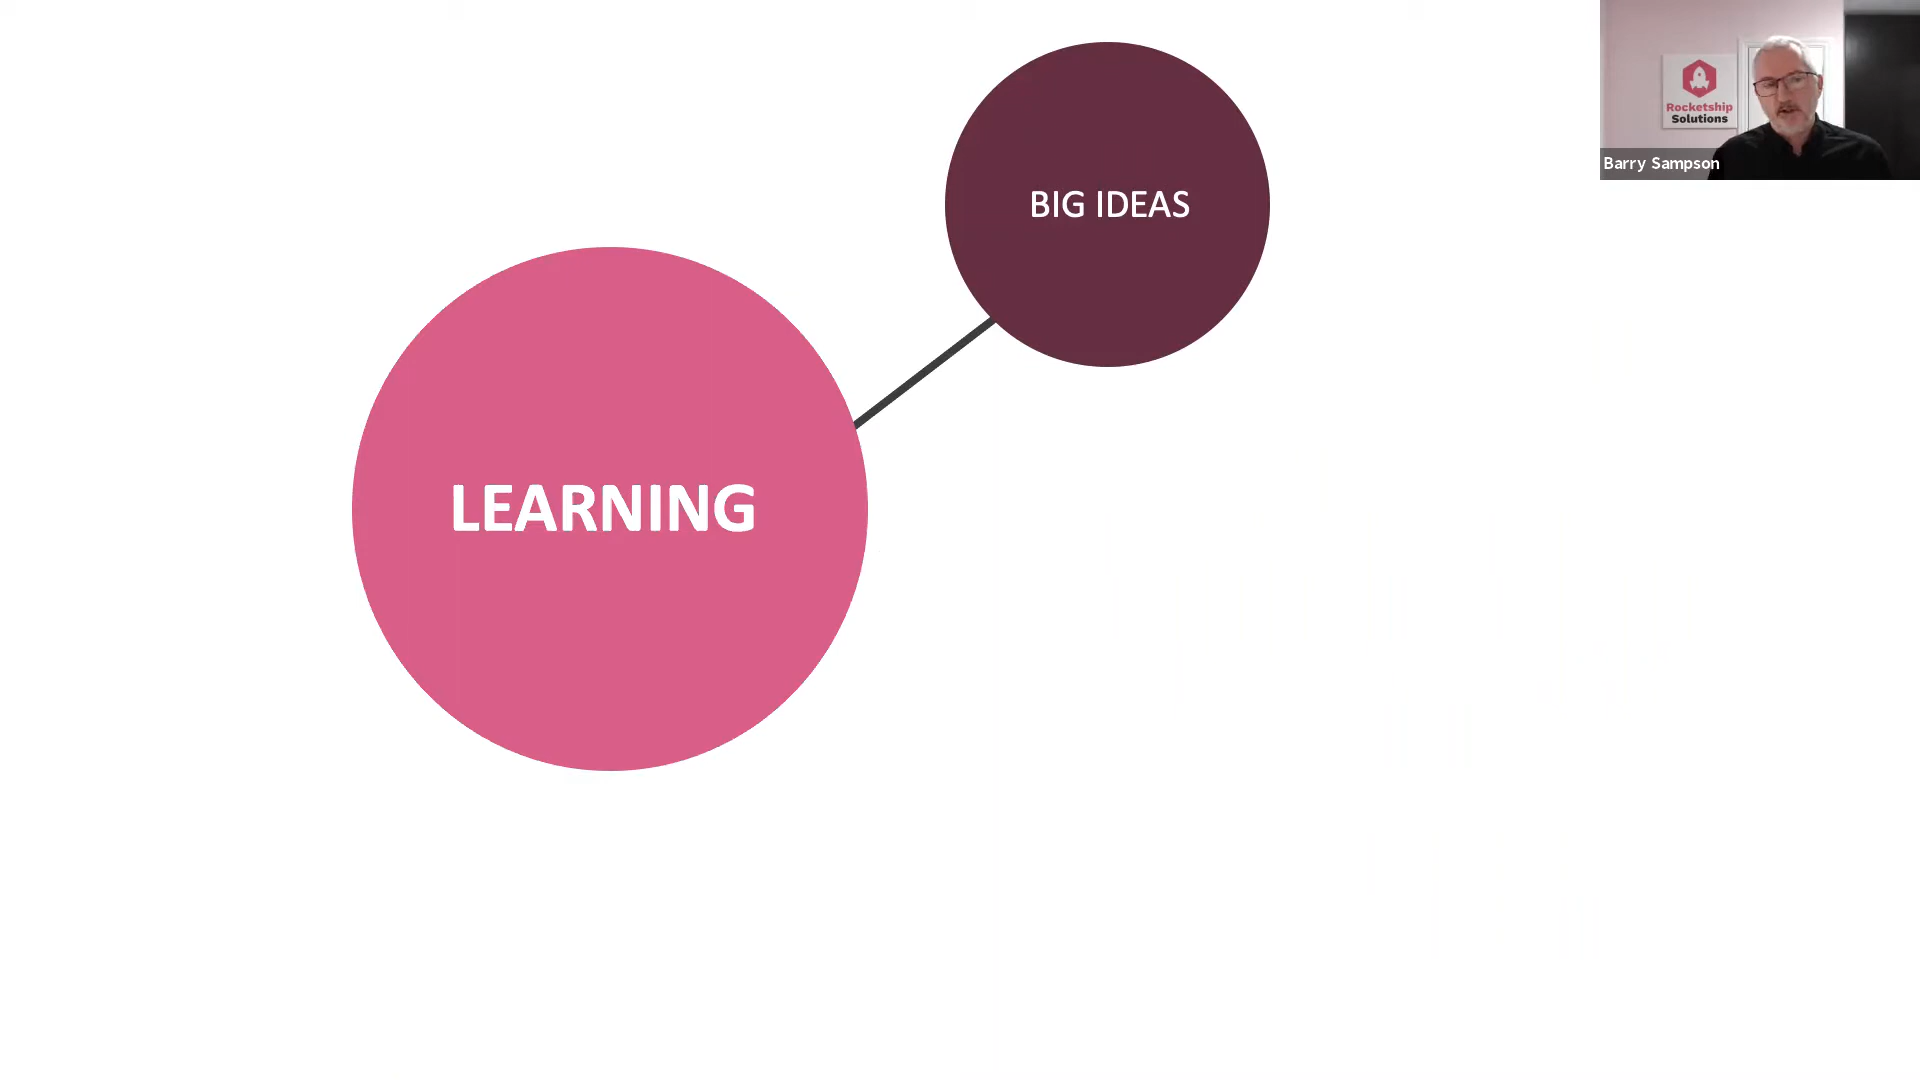 BIG IDEAS
LEARNING
Rocketship
Solutions
Barry Sampson